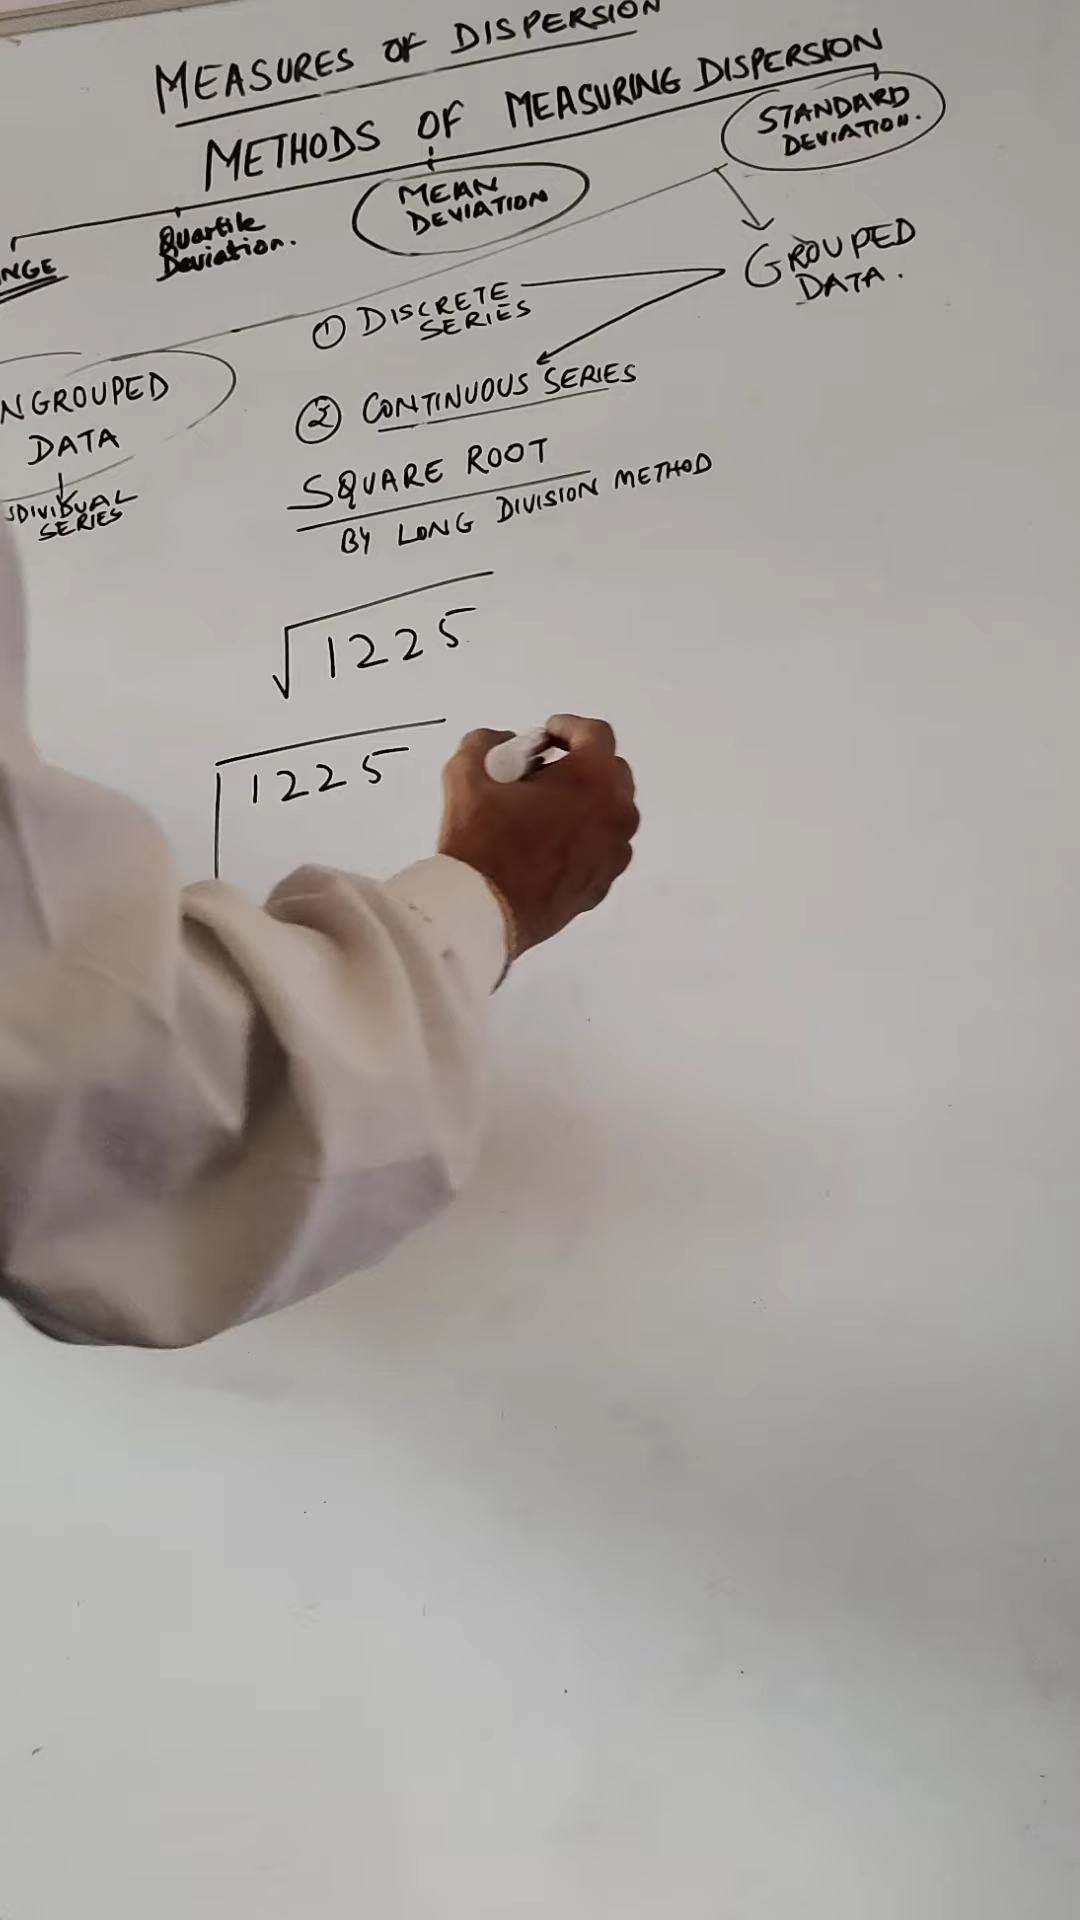 MEASURES OF DISPERSION
METHODS OF MEASURING DISPERSION
STANDARD
DEVIATION.
MEAN
DEVIATION
Quartile
Deviation.
NGE
GROUPED
DATA.
① DISCRETE
SERIES
NGROUPED
DATA
② CONTINUOUS SERIES
SERIES
SQUARE ROOT
BY LONG DIVISION METHOD
√1225
1225